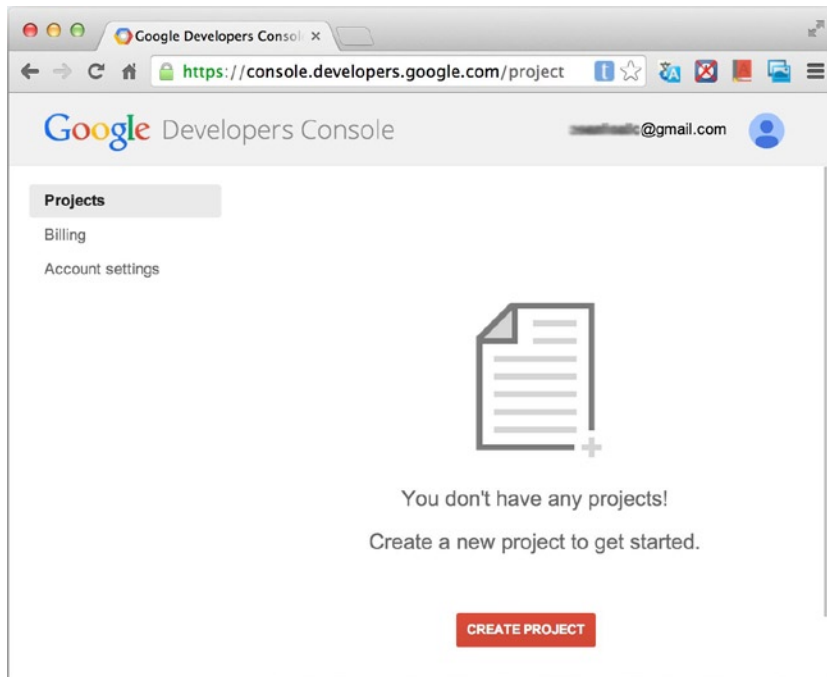 Google Developers Consol
https://console.developers.google.com/project
Google Developers Console
@gmail.com
Projects
Billing
Account settings
You don't have any projects!
Create a new project to get started.
CREATE PROJECT